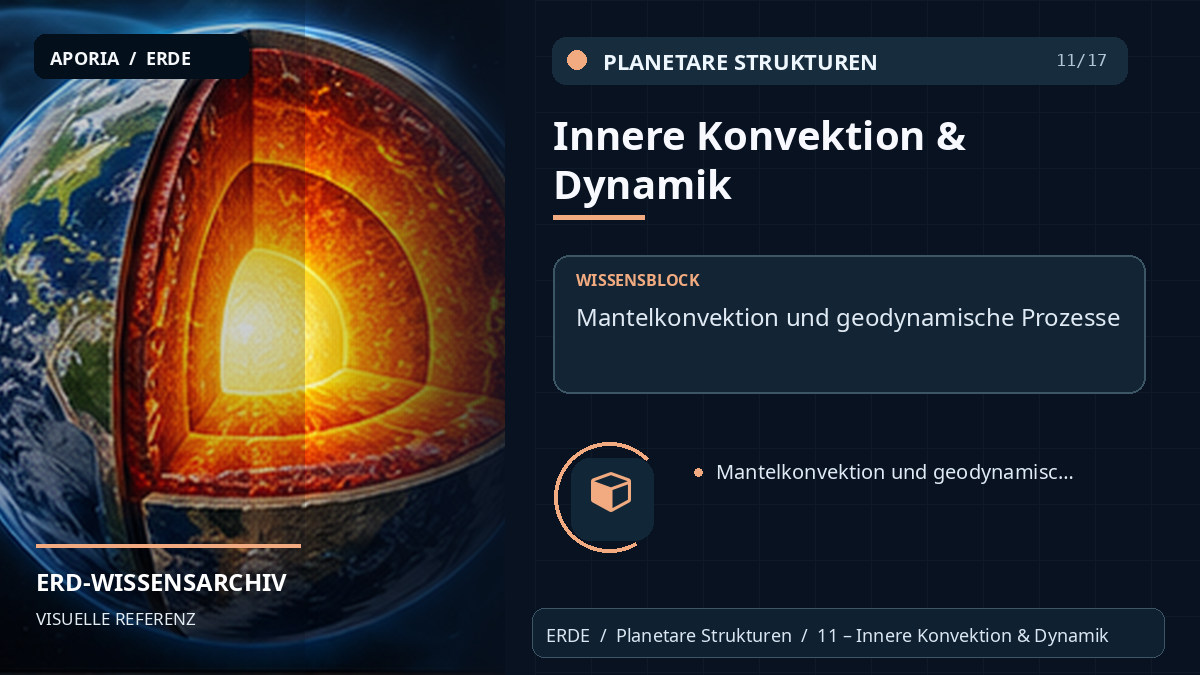 APORIA / ERDE
PLANETARE STRUKTUREN
11/17
Innere Konvektion &
Dynamik
WISSENSBLOCK
Mantelkonvektion und geodynamische Prozesse
Mantelkonvektion und geodynamisc...
ERD-WISSENSARCHIV
VISUELLE REFERENZ
ERDE / Planetare Strukturen / 11 – Innere Konvektion & Dynamik